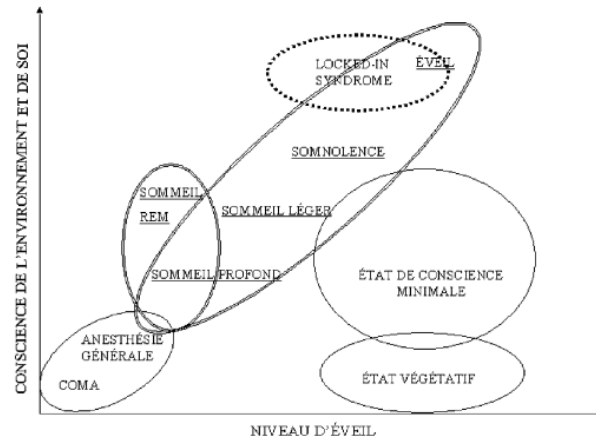 CONSCIENCE DE L'ENVIRONNEMENT ET DE SOI
LOCKED-IN
SYNDROME
ÉVEIL
SOMNOLENCE
SOMMEIL
REM
SOMMEIL LÉGER
SOMMEIL PROFOND
ÉTAT DE CONSCIENCE
MINIMALE
ANESTHÉSIE
GÉNÉRALE
COMA
ÉTAT VÉGÉTATIF
NIVEAU D'ÉVEIL